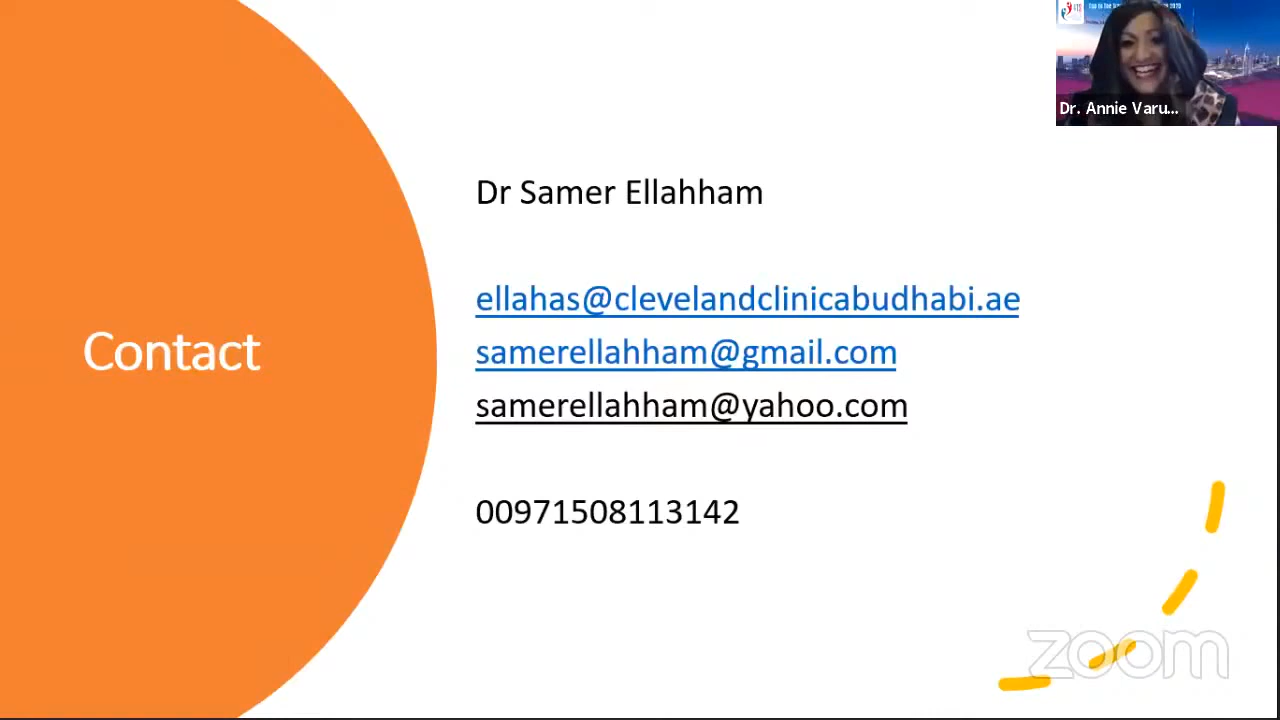 Dr. Annie Varu...
Dr Samer Ellahham
ellahas@clevelandclinicabudhabi.ae
samerellahham@gmail.com
Contact
samerellahham@yahoo.com
00971508113142
zoom